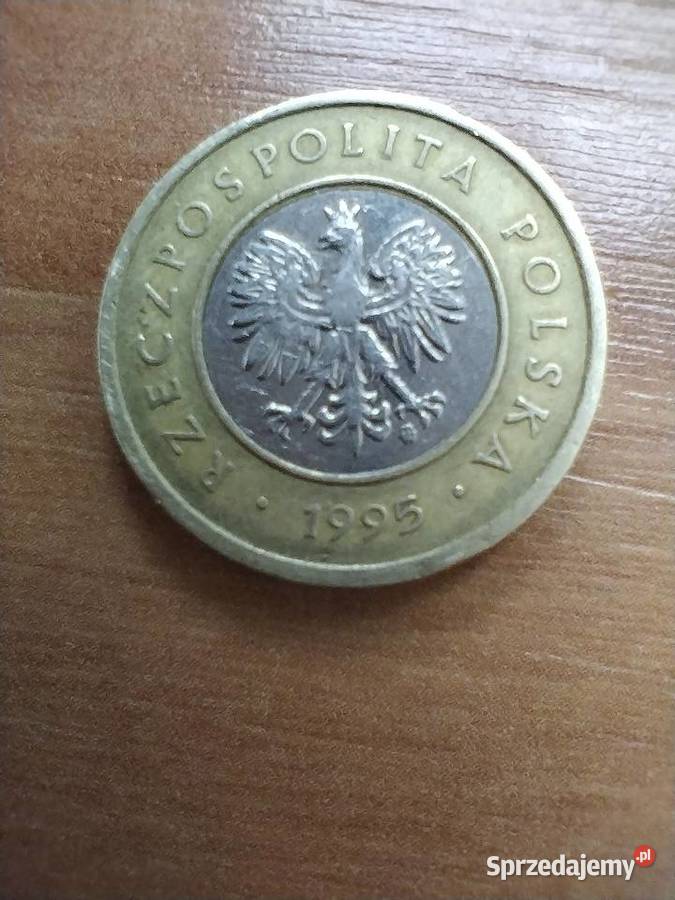 · RZECZPOSPOLITA POLSKA ·
1995
Sprzedajemy.pl